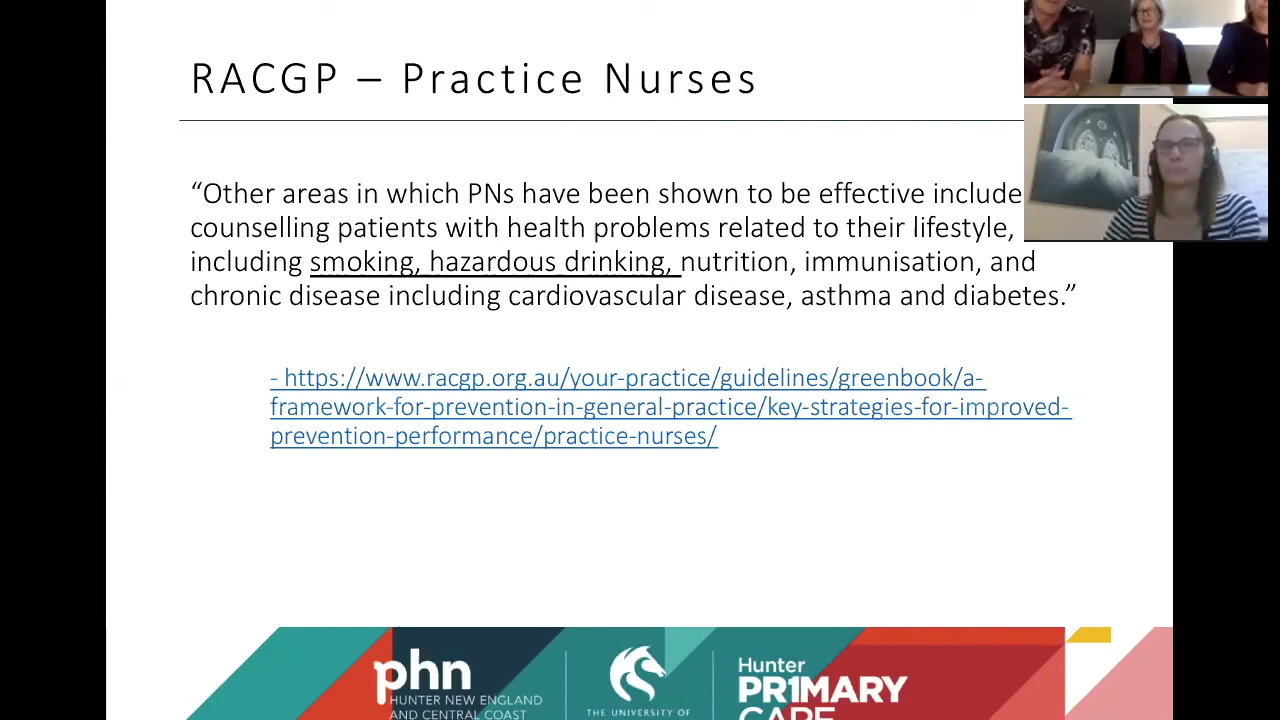 RACGP – Practice Nurses
“Other areas in which PNs have been shown to be effective include
counselling patients with health problems related to their lifestyle,
including smoking, hazardous drinking, nutrition, immunisation, and
chronic disease including cardiovascular disease, asthma and diabetes.”
- https://www.racgp.org.au/your-practice/guidelines/greenbook/a-
framework-for-prevention-in-general-practice/key-strategies-for-improved-
prevention-performance/practice-nurses/
phn
HUNTER NEW ENGLAND
AND CENTRAL COAST
THE UNIVERSITY OF
Hunter
PR1MARY
CARE